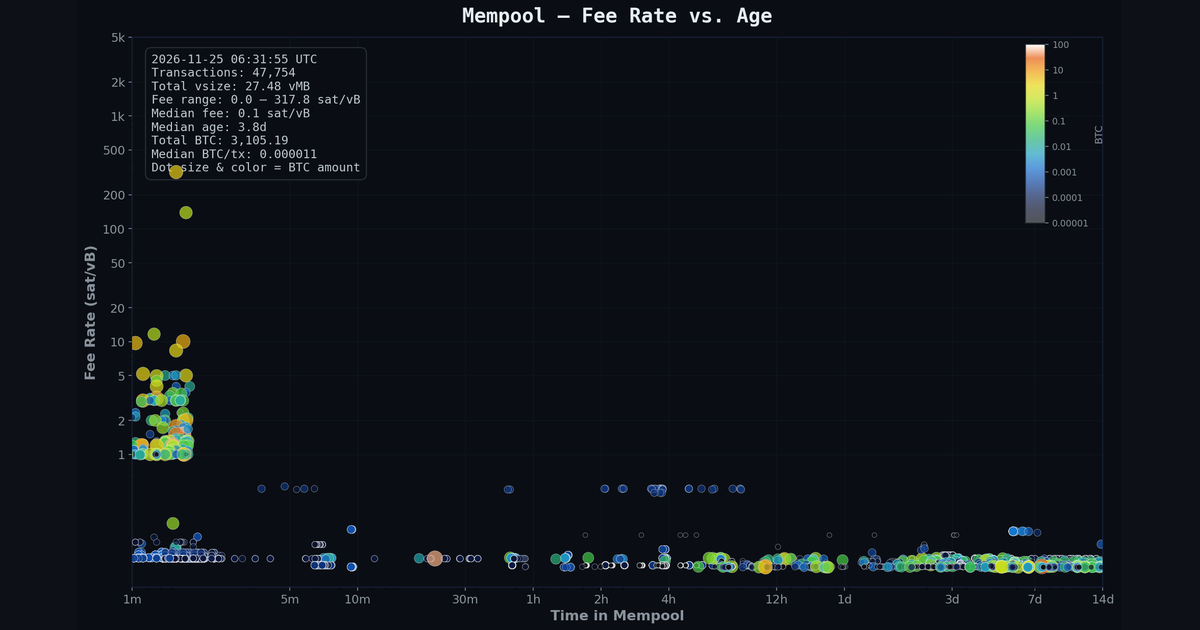 Mempool — Fee Rate vs. Age
5k
2k
1k
500
200
100
50
20
10
5
2
1
Fee Rate (sat/vB)
2026-11-25 06:31:55 UTC
Transactions: 47,754
Total vsize: 27.48 vMB
Fee range: 0.0 – 317.8 sat/vB
Median fee: 0.1 sat/vB
Median age: 3.8d
Total BTC: 3,105.19
Median BTC/tx: 0.000011
Dot size & color = BTC amount
100
10
1
0.1
0.01
0.001
0.0001
0.00001
BTC
1m 5m 10m 30m 1h 2h 4h 12h 1d 3d 7d 14d
Time in Mempool